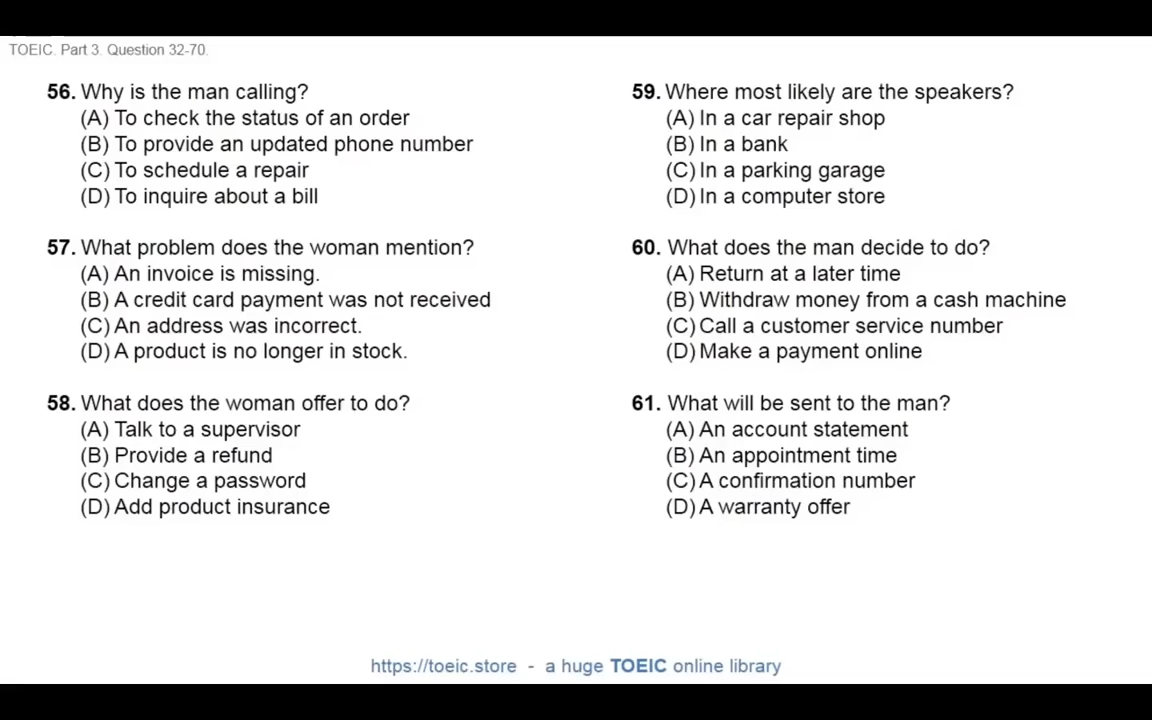 TOEIC. Part 3. Question 32-70.
56. Why is the man calling?
(A) To check the status of an order
(B) To provide an updated phone number
(C) To schedule a repair
(D) To inquire about a bill
57. What problem does the woman mention?
(A) An invoice is missing.
(B) A credit card payment was not received
(C) An address was incorrect.
(D) A product is no longer in stock.
58. What does the woman offer to do?
(A) Talk to a supervisor
(B) Provide a refund
(C) Change a password
(D) Add product insurance
59. Where most likely are the speakers?
(A) In a car repair shop
(B) In a bank
(C) In a parking garage
(D) In a computer store
60. What does the man decide to do?
(A) Return at a later time
(B) Withdraw money from a cash machine
(C) Call a customer service number
(D) Make a payment online
61. What will be sent to the man?
(A) An account statement
(B) An appointment time
(C) A confirmation number
(D) A warranty offer
https://toeic.store - a huge TOEIC online library